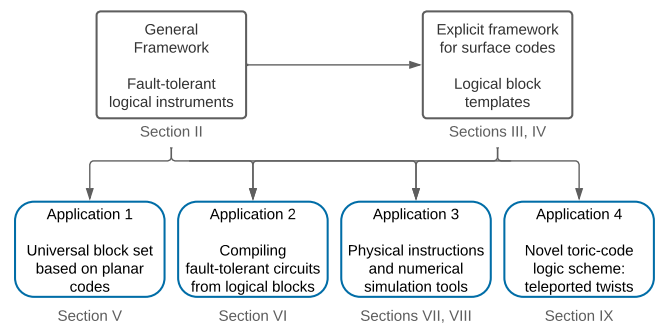 General
Framework
Fault-tolerant
logical instruments
Section II
Explicit framework
for surface codes
Logical block
templates
Sections III, IV
Application 1
Universal block set
based on planar
codes
Section V
Application 2
Compiling
fault-tolerant circuits
from logical blocks
Section VI
Application 3
Physical instructions
and numerical
simulation tools
Sections VII, VIII
Application 4
Novel toric-code
logic scheme:
teleported twists
Section IX